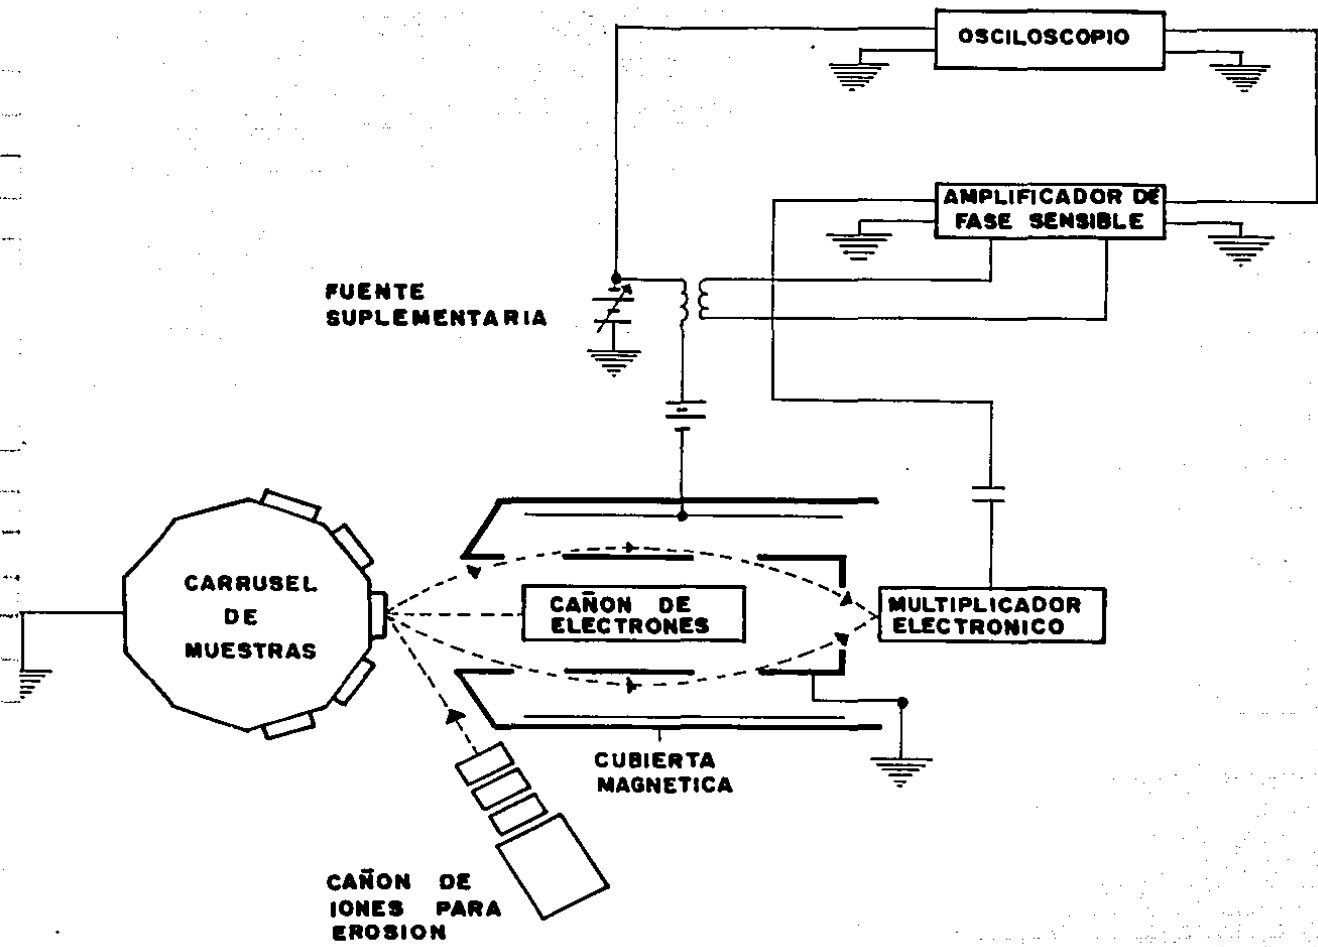 OSCILOSCOPIO
AMPLIFICADOR DE
FASE SENSIBLE
FUENTE
SUPLEMENTARIA
CARRUSEL
DE
MUESTRAS
CAÑON DE
ELECTRONES
MULTIPLICADOR
ELECTRONICO
CUBIERTA
MAGNETICA
CAÑON DE
IONES PARA
EROSION